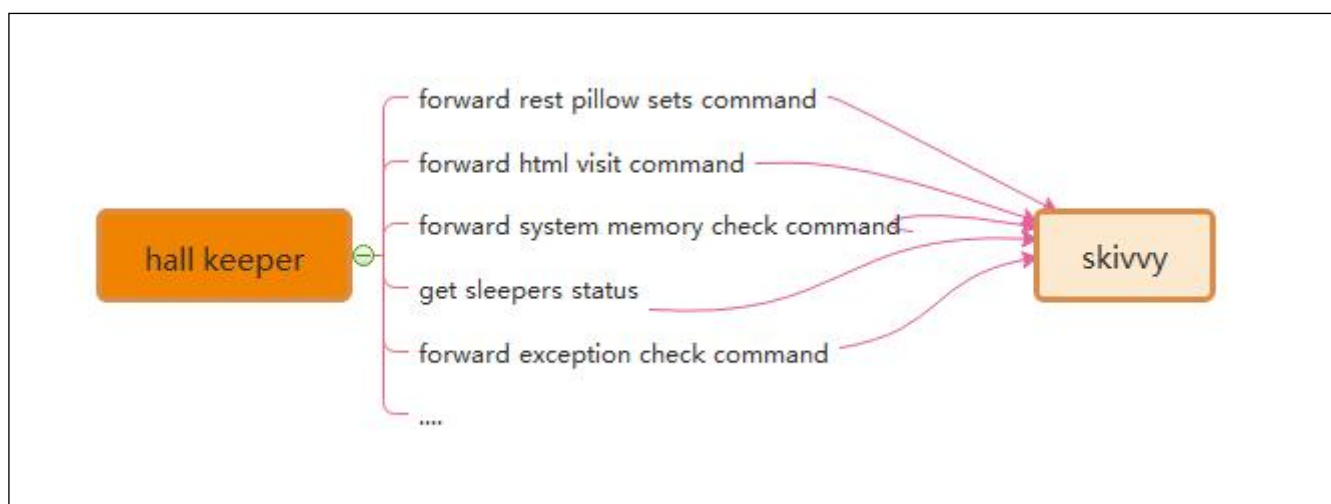 forward rest pillow sets command
forward html visit command
forward system memory check command
hall keeper
skivvy
get sleepers status
forward exception check command
....